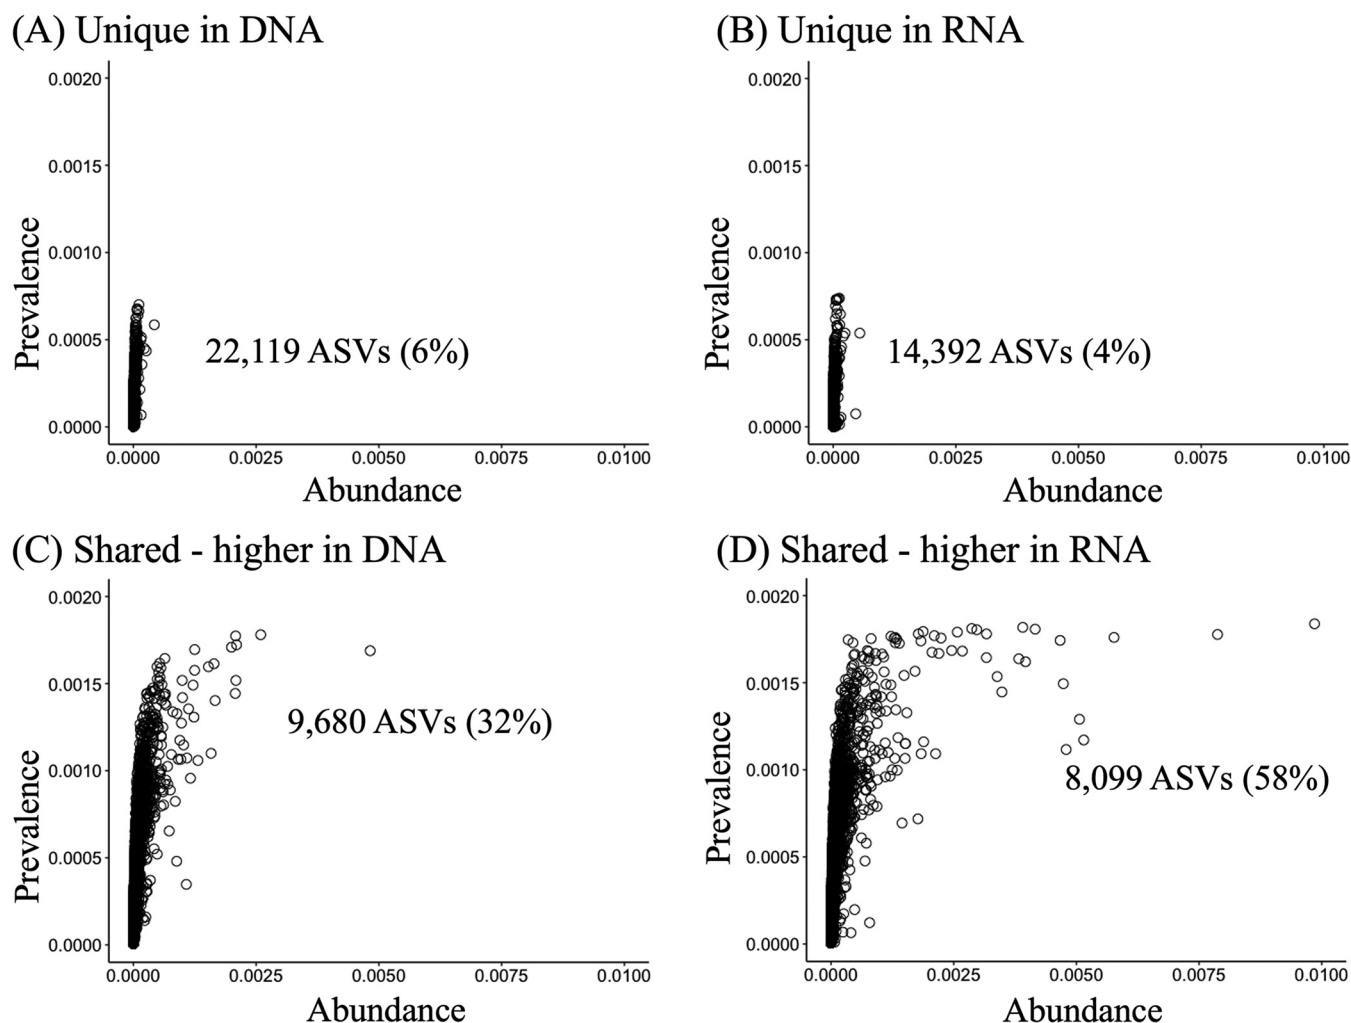 (A) Unique in DNA
0.0020
0.0015
0.0010
0.0005
0.0000
Prevalence
22,119 ASVs (6%)
0.0000 0.0025 0.0050 0.0075 0.0100
Abundance
(B) Unique in RNA
0.0020
0.0015
0.0010
0.0005
0.0000
Prevalence
14,392 ASVs (4%)
0.0000 0.0025 0.0050 0.0075 0.0100
Abundance
(C) Shared - higher in DNA
0.0020
0.0015
0.0010
0.0005
0.0000
Prevalence
9,680 ASVs (32%)
0.0000 0.0025 0.0050 0.0075 0.0100
Abundance
(D) Shared - higher in RNA
0.0020
0.0015
0.0010
0.0005
0.0000
Prevalence
8,099 ASVs (58%)
0.0000 0.0025 0.0050 0.0075 0.0100
Abundance